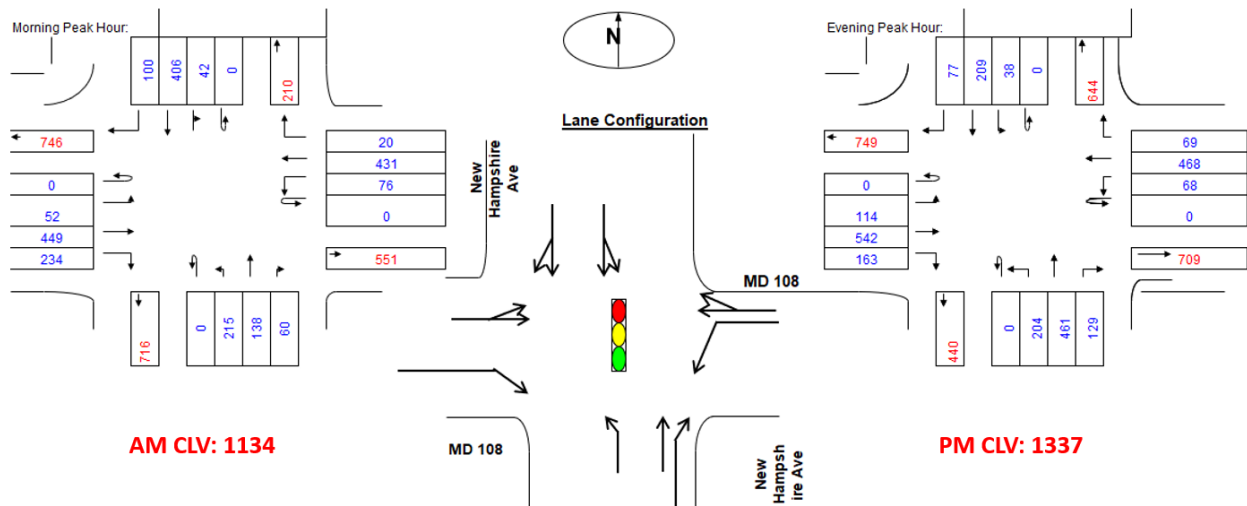 Morning Peak Hour:
100
406
42
0
210
746
0
52
449
234
20
431
76
0
551
716
0
215
138
60
AM CLV: 1134
N
Lane Configuration
New
Hampshire
Ave
MD 108
MD 108
New
Hampsh
ire Ave
Evening Peak Hour:
77
209
38
0
644
749
0
114
542
163
69
468
68
0
709
440
0
204
461
129
PM CLV: 1337